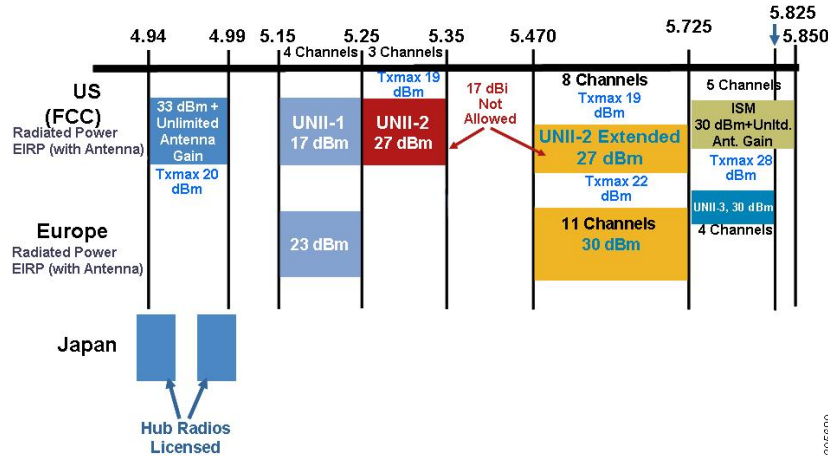 5.825
4.94 4.99 5.15 5.25 5.35 5.470 5.725 5.850
4 Channels 3 Channels
US
(FCC)
Radiated Power
EIRP (with Antenna)
33 dBm +
Unlimited
Antenna
Gain
Txmax 20
dBm
UNII-1
17 dBm
Txmax 19
dBm
UNII-2
27 dBm
17 dBi
Not
Allowed
8 Channels
Txmax 19
dBm
UNII-2 Extended
27 dBm
Txmax 22
dBm
5 Channels
ISM
30 dBm+Unltd.
Ant. Gain
Txmax 28
dBm
UNII-3, 30 dBm
4 Channels
Europe
Radiated Power
EIRP (with Antenna)
23 dBm
11 Channels
30 dBm
Japan
Hub Radios
Licensed